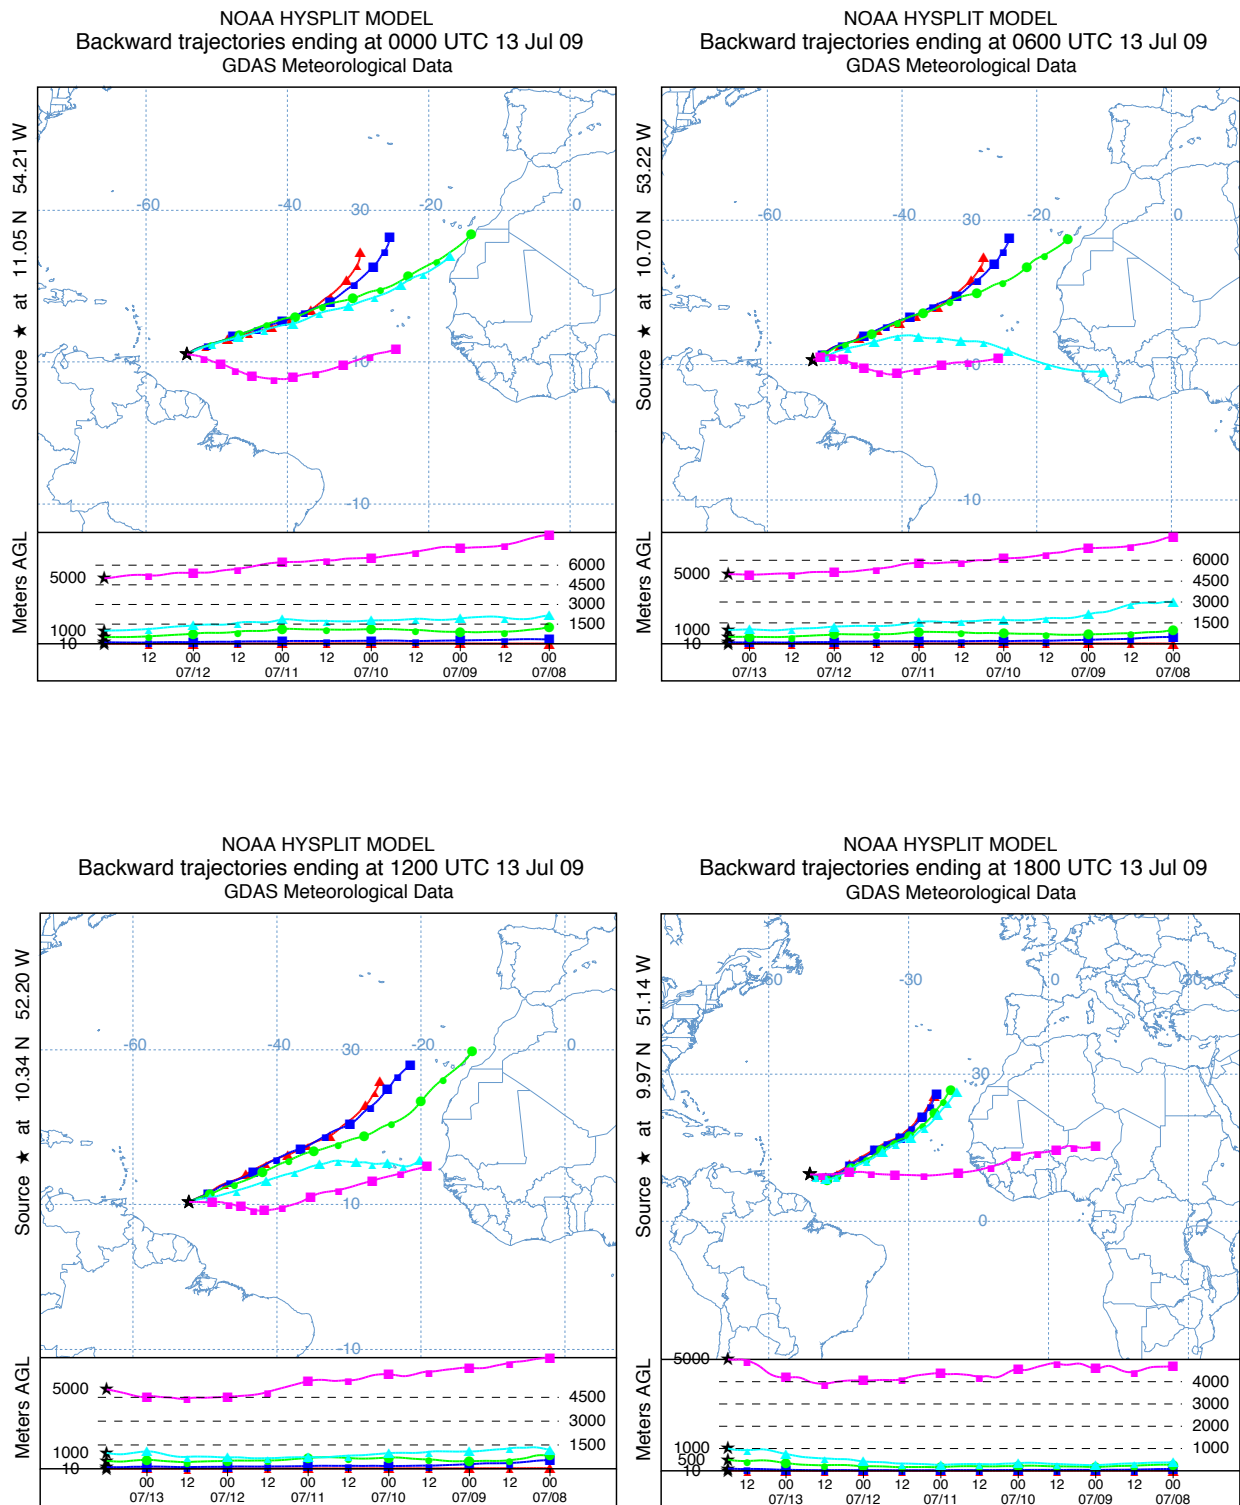 NOAA HYSPLIT MODEL
Backward trajectories ending at 0000 UTC 13 Jul 09
GDAS Meteorological Data
Source ★ at 11.05 N 54.21 W
-60 -40 -20 0
30
-10
-10
Meters AGL
5000
1000
10
6000
4500
3000
1500
12 00 12 00 12 00 12 00 12 00
07/12 07/11 07/10 07/09 07/08
NOAA HYSPLIT MODEL
Backward trajectories ending at 0600 UTC 13 Jul 09
GDAS Meteorological Data
Source ★ at 10.70 N 53.22 W
-60 -40 -20 0
30
-10
-10
Meters AGL
5000
1000
10
6000
4500
3000
1500
00 12 00 12 00 12 00 12 00 12 00
07/13 07/12 07/11 07/10 07/09 07/08
NOAA HYSPLIT MODEL
Backward trajectories ending at 1200 UTC 13 Jul 09
GDAS Meteorological Data
Source ★ at 10.34 N 52.20 W
-60 -40 -20 0
30
10
-10
Meters AGL
5000
1000
10
4500
3000
1500
00 12 00 12 00 12 00 12 00 12 00
07/13 07/12 07/11 07/10 07/09 07/08
NOAA HYSPLIT MODEL
Backward trajectories ending at 1800 UTC 13 Jul 09
GDAS Meteorological Data
Source ★ at 9.97 N 51.14 W
-60 -30 0 30
30
0
Meters AGL
5000
1000
500
10
4000
3000
2000
1000
12 00 12 00 12 00 12 00 12 00 12 00
07/13 07/12 07/11 07/10 07/09 07/08